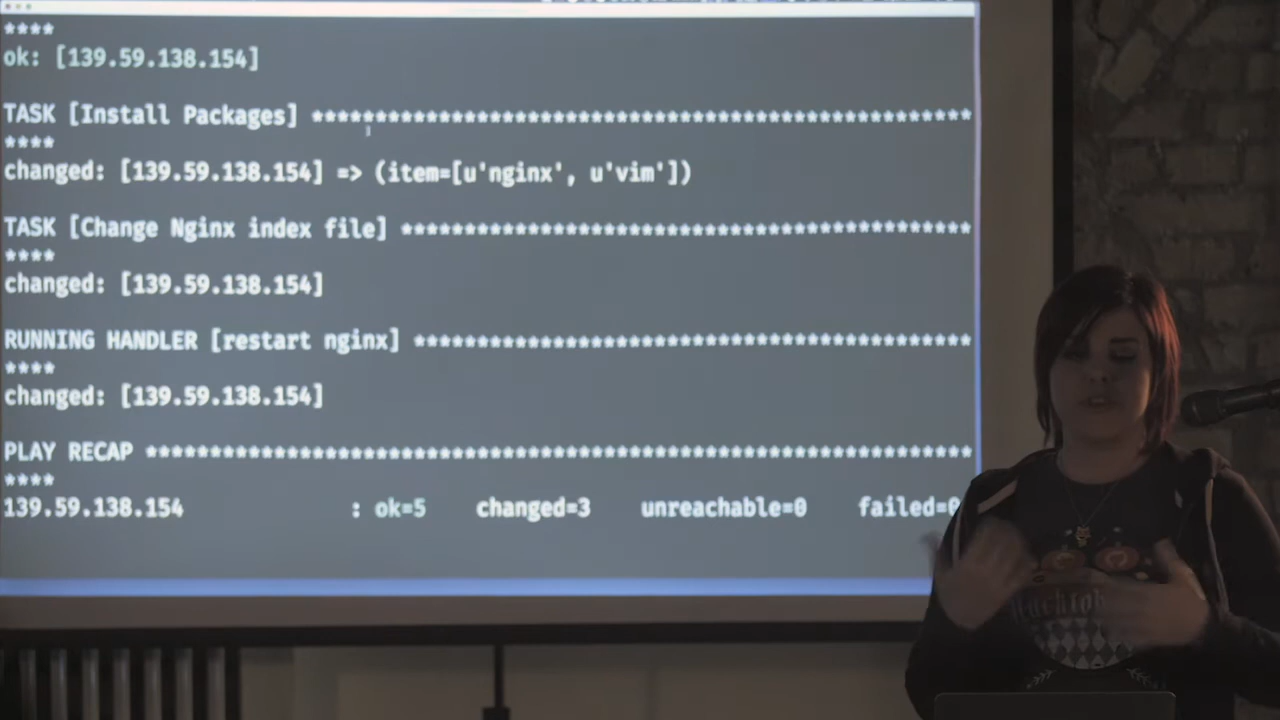 ****
ok: [139.59.138.154]
TASK [Install Packages] ****************************************************
****
changed: [139.59.138.154] => (item=[u'nginx', u'vim'])
TASK [Change Nginx index file] *********************************************
****
changed: [139.59.138.154]
RUNNING HANDLER [restart nginx] ********************************************
****
changed: [139.59.138.154]
PLAY RECAP *****************************************************************
****
139.59.138.154 : ok=5 changed=3 unreachable=0 failed=0